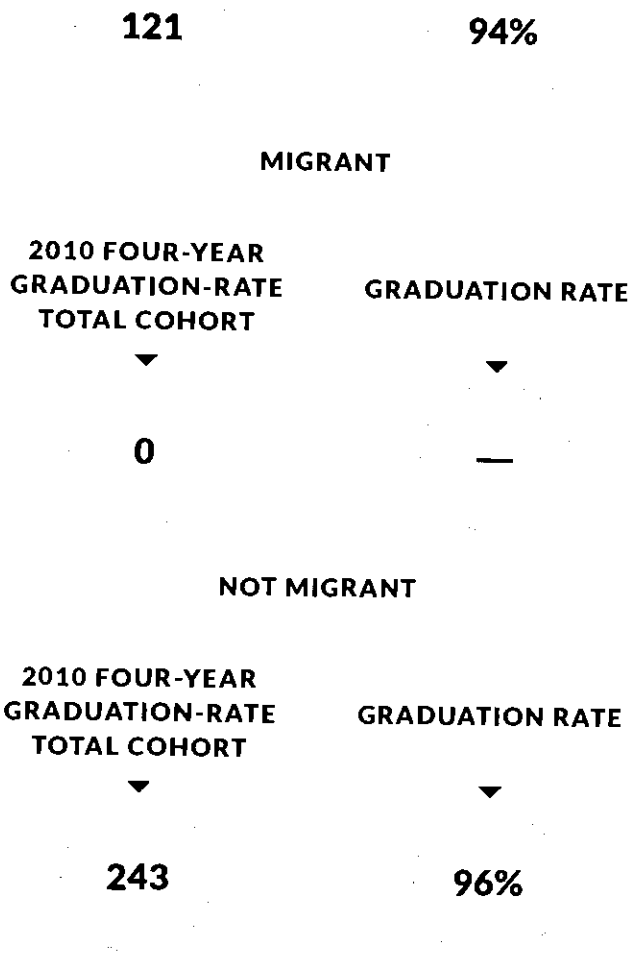 121 94%
MIGRANT
2010 FOUR-YEAR
GRADUATION-RATE
TOTAL COHORT
GRADUATION RATE
0 —
NOT MIGRANT
2010 FOUR-YEAR
GRADUATION-RATE
TOTAL COHORT
GRADUATION RATE
243 96%